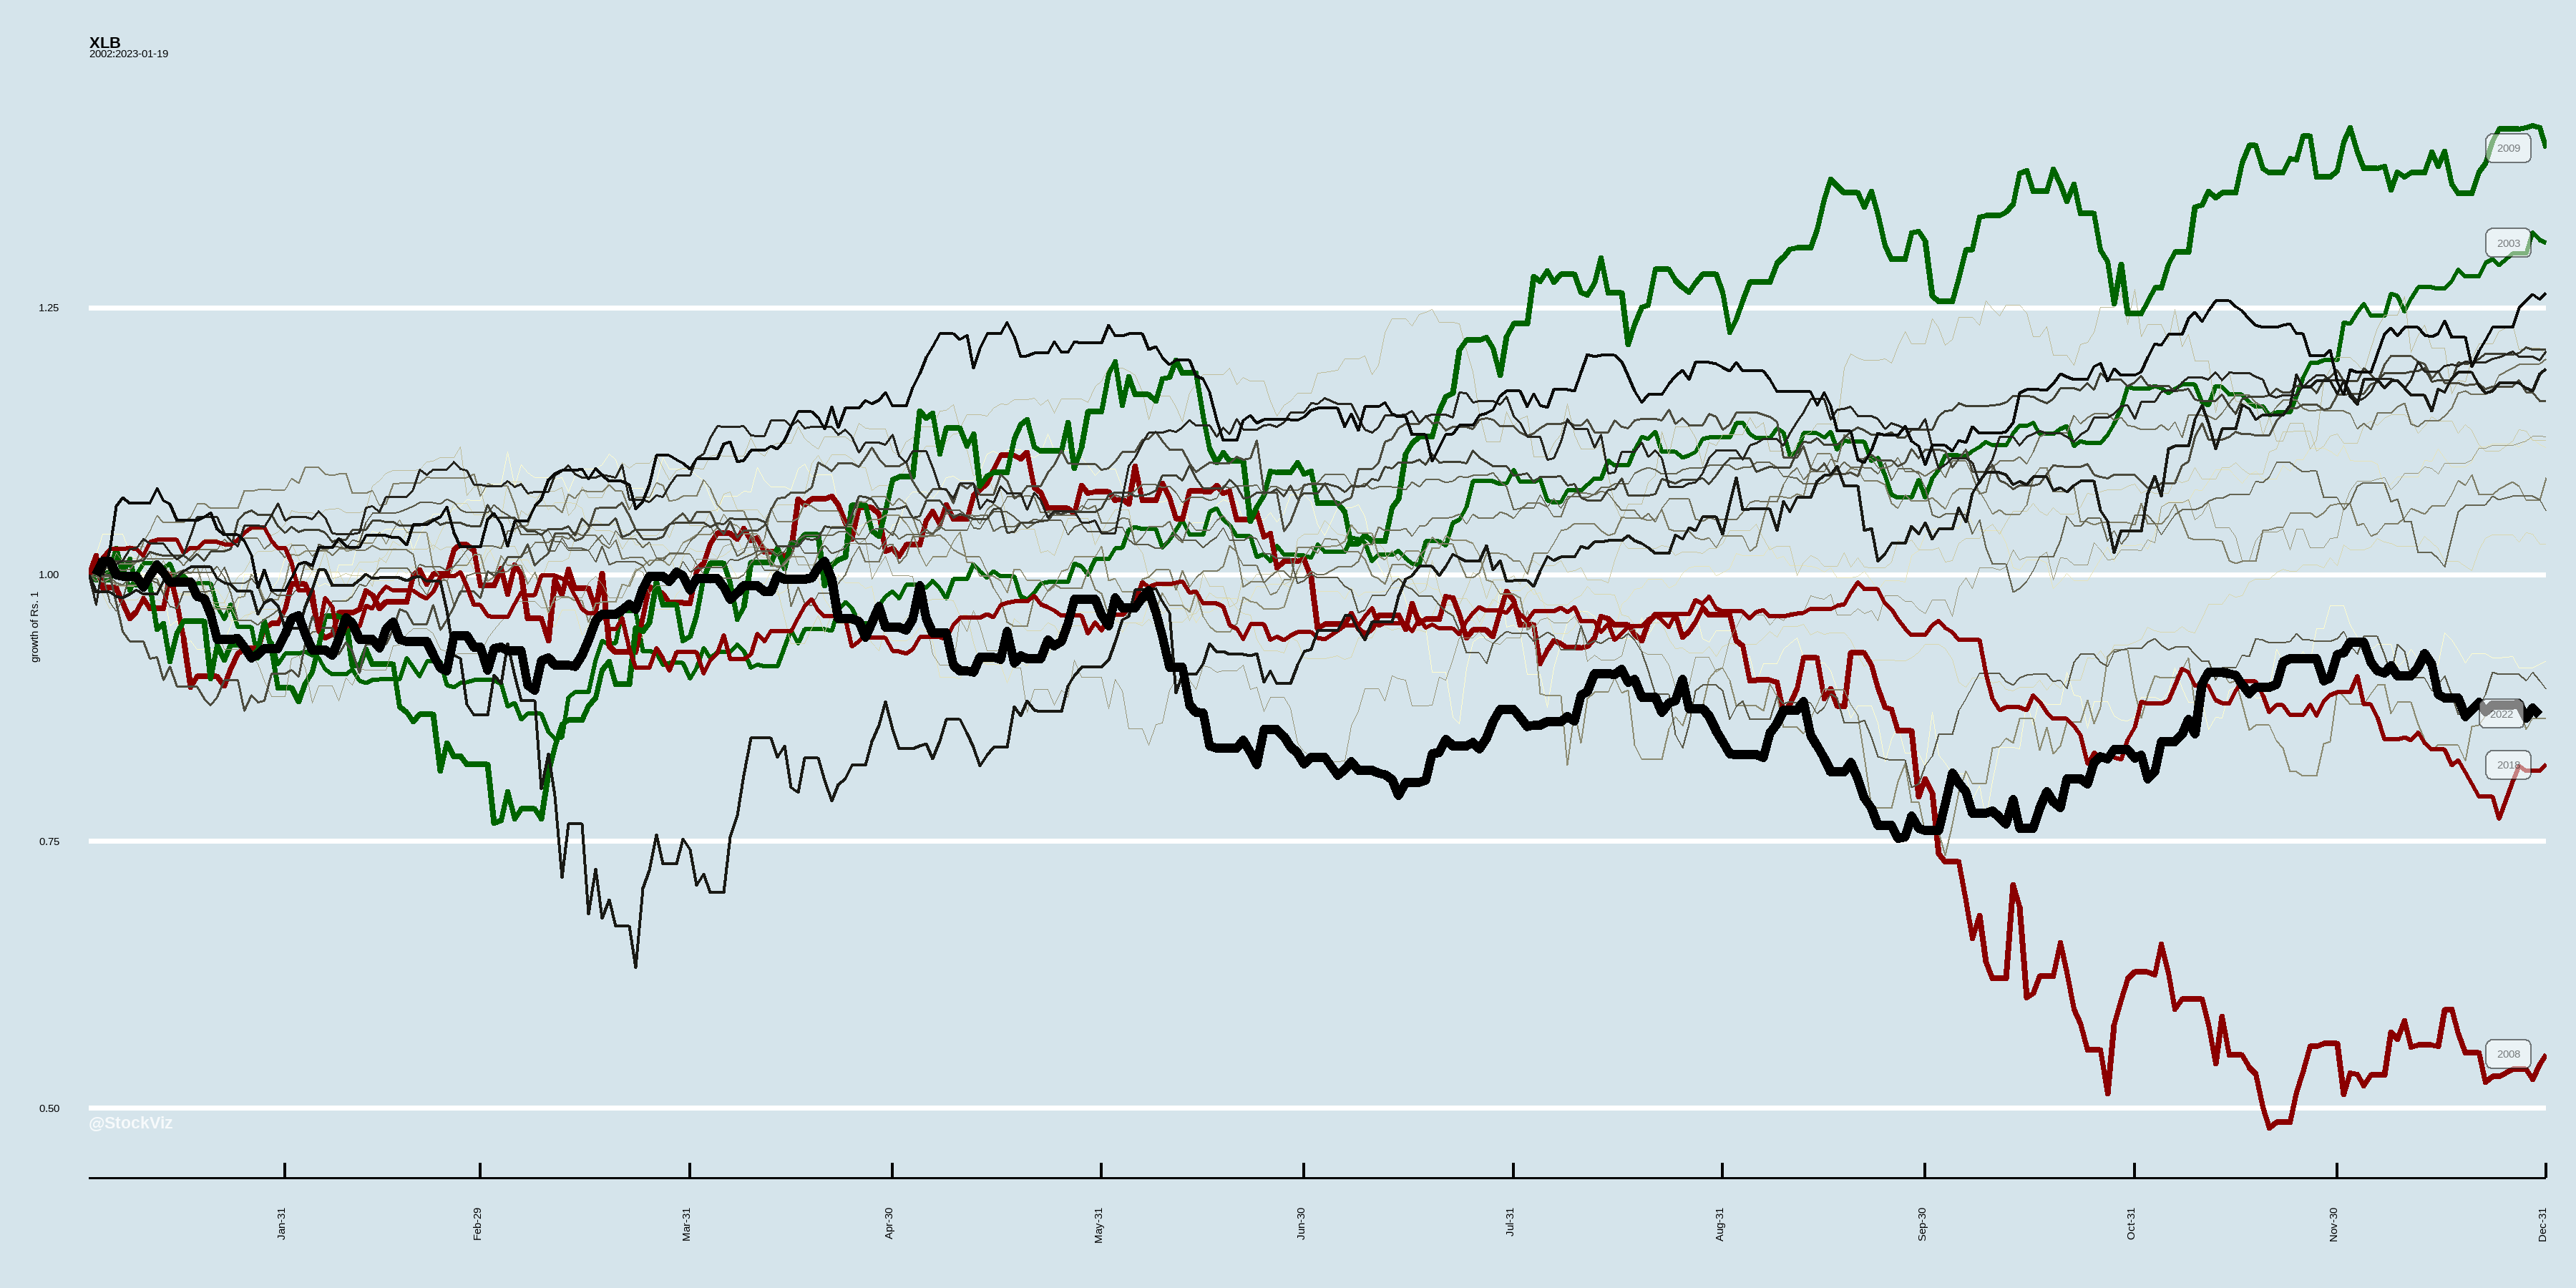 XLB
2002:2023-01-19
2009
2003
1.25
1.00
growth of Rs. 1
2022
2018
0.75
2008
0.50
@StockViz
Jan-31
Feb-29
Mar-31
Apr-30
May-31
Jun-30
Jul-31
Aug-31
Sep-30
Oct-31
Nov-30
Dec-31